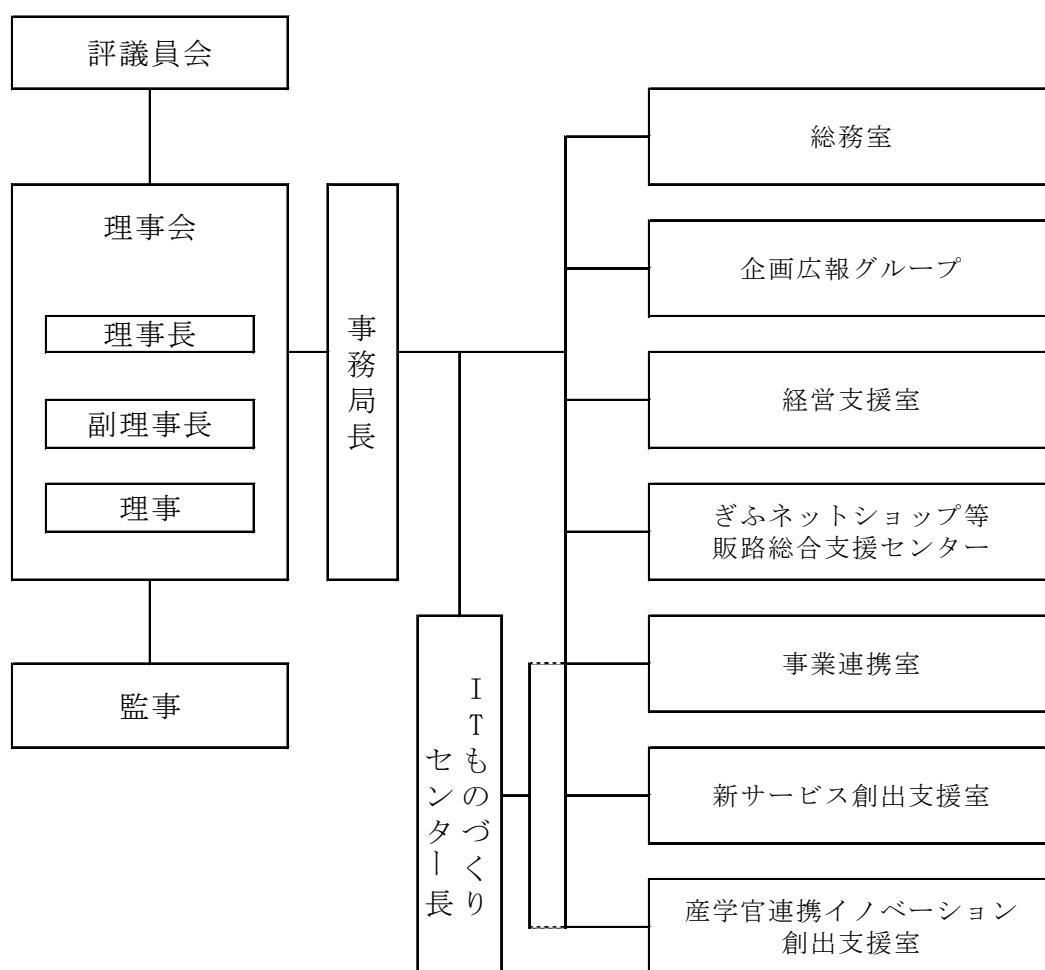 評議員会
理事会
理事長
副理事長
理事
監事
事務局長
ITものづくり
センター長
総務室
企画広報グループ
経営支援室
ぎふネットショップ等
販路総合支援センター
事業連携室
新サービス創出支援室
産学官連携イノベーション
創出支援室